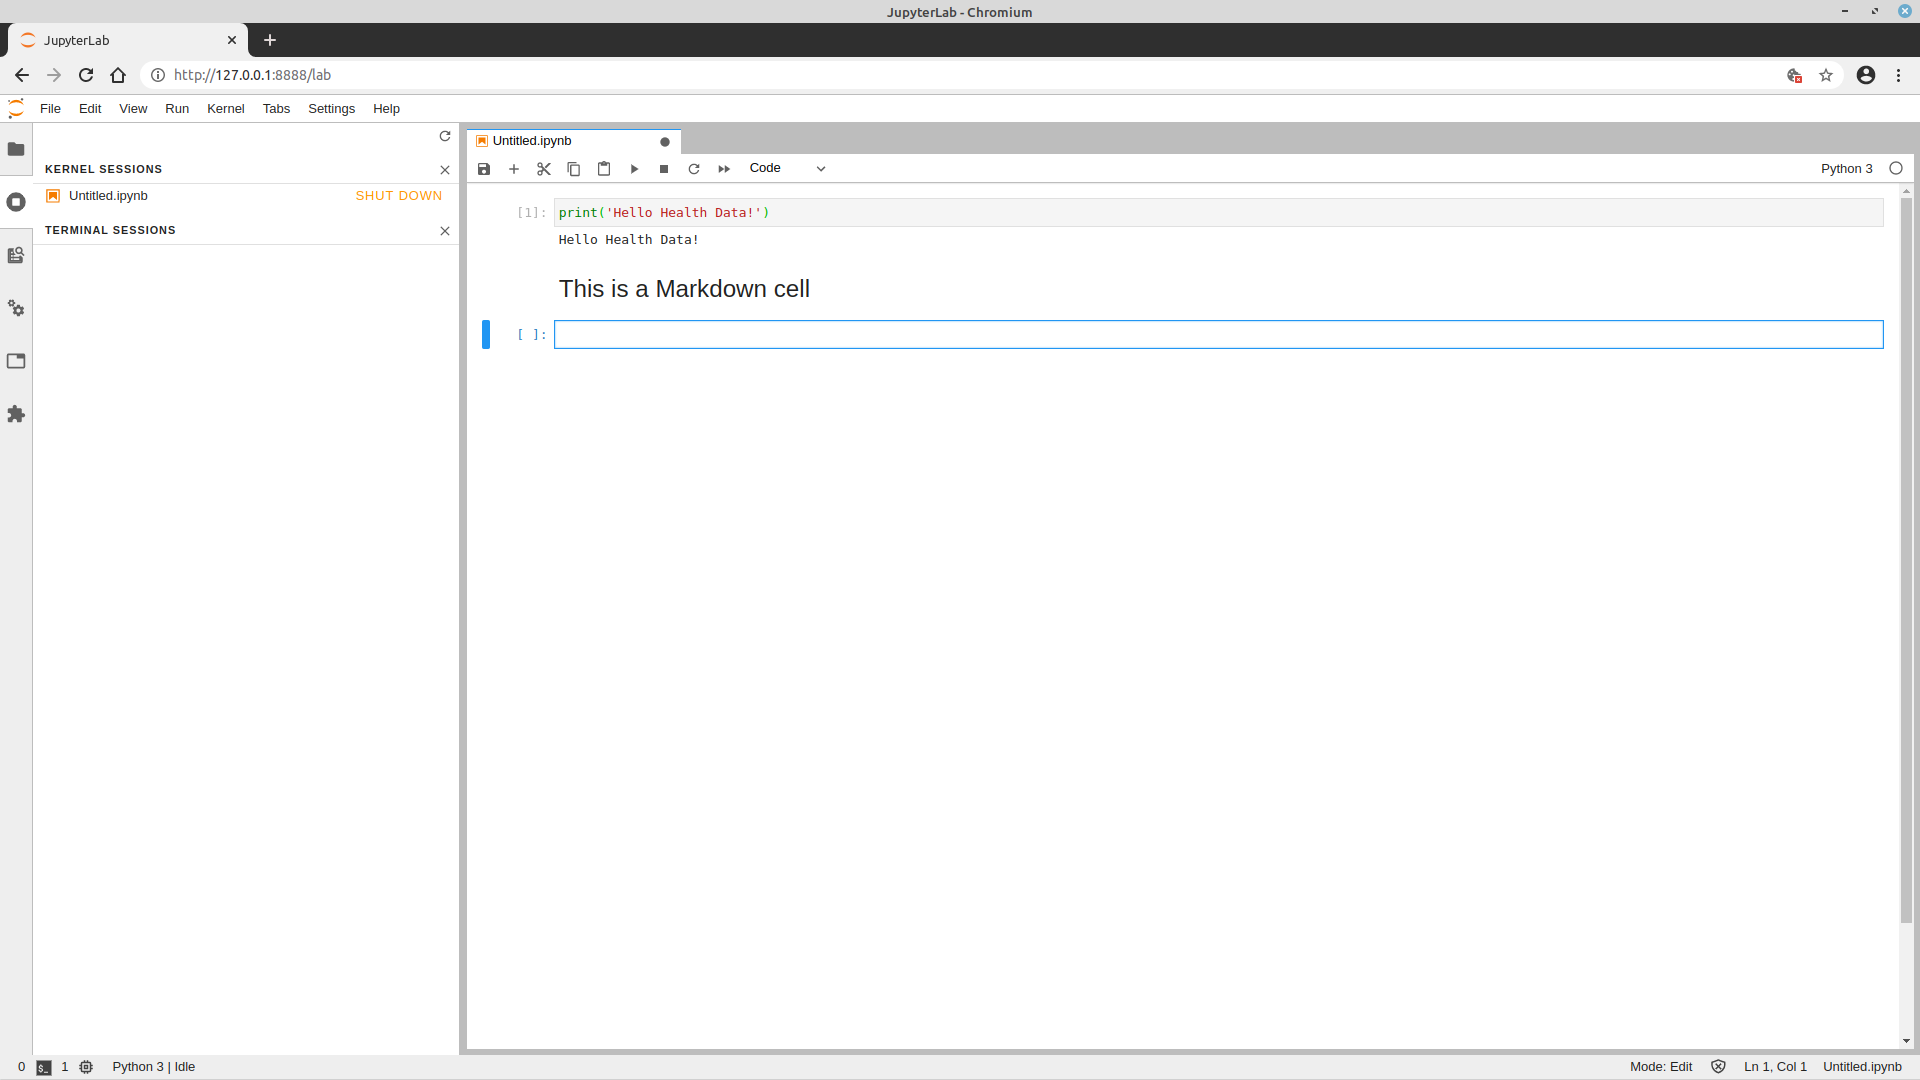 JupyterLab - Chromium
JupyterLab
http://127.0.0.1:8888/lab
File Edit View Run Kernel Tabs Settings Help
KERNEL SESSIONS
Untitled.ipynb SHUT DOWN
TERMINAL SESSIONS
Untitled.ipynb
Code Python 3
[1]: print('Hello Health Data!')
Hello Health Data!
This is a Markdown cell
[ ]:
0 $_ 1 Python 3 | Idle Mode: Edit Ln 1, Col 1 Untitled.ipynb